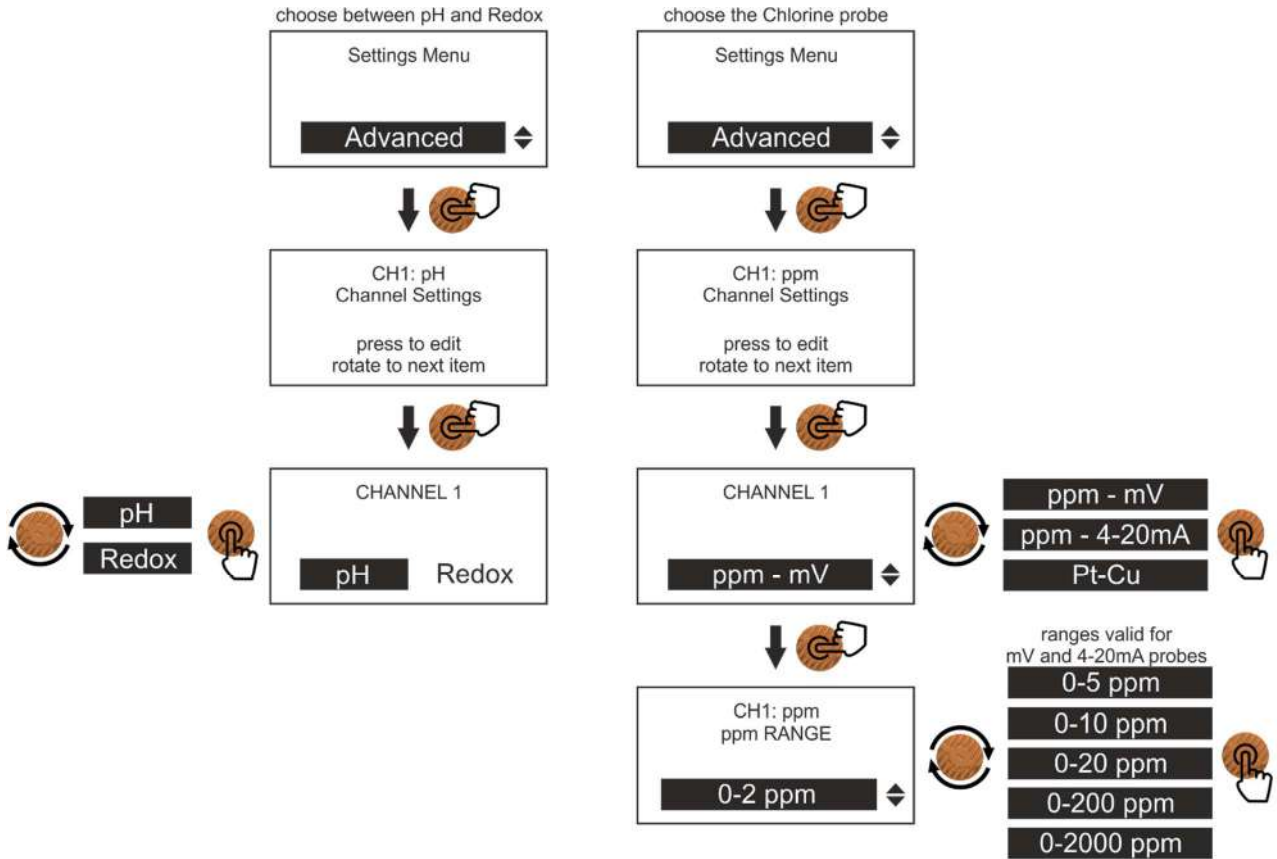 choose between pH and Redox
Settings Menu
Advanced
CH1: pH
Channel Settings
press to edit
rotate to next item
pH
Redox
CHANNEL 1
pH Redox
choose the Chlorine probe
Settings Menu
Advanced
CH1: ppm
Channel Settings
press to edit
rotate to next item
CHANNEL 1
ppm - mV
ppm - mV
ppm - 4-20mA
Pt-Cu
CH1: ppm
ppm RANGE
0-2 ppm
ranges valid for
mV and 4-20mA probes
0-5 ppm
0-10 ppm
0-20 ppm
0-200 ppm
0-2000 ppm